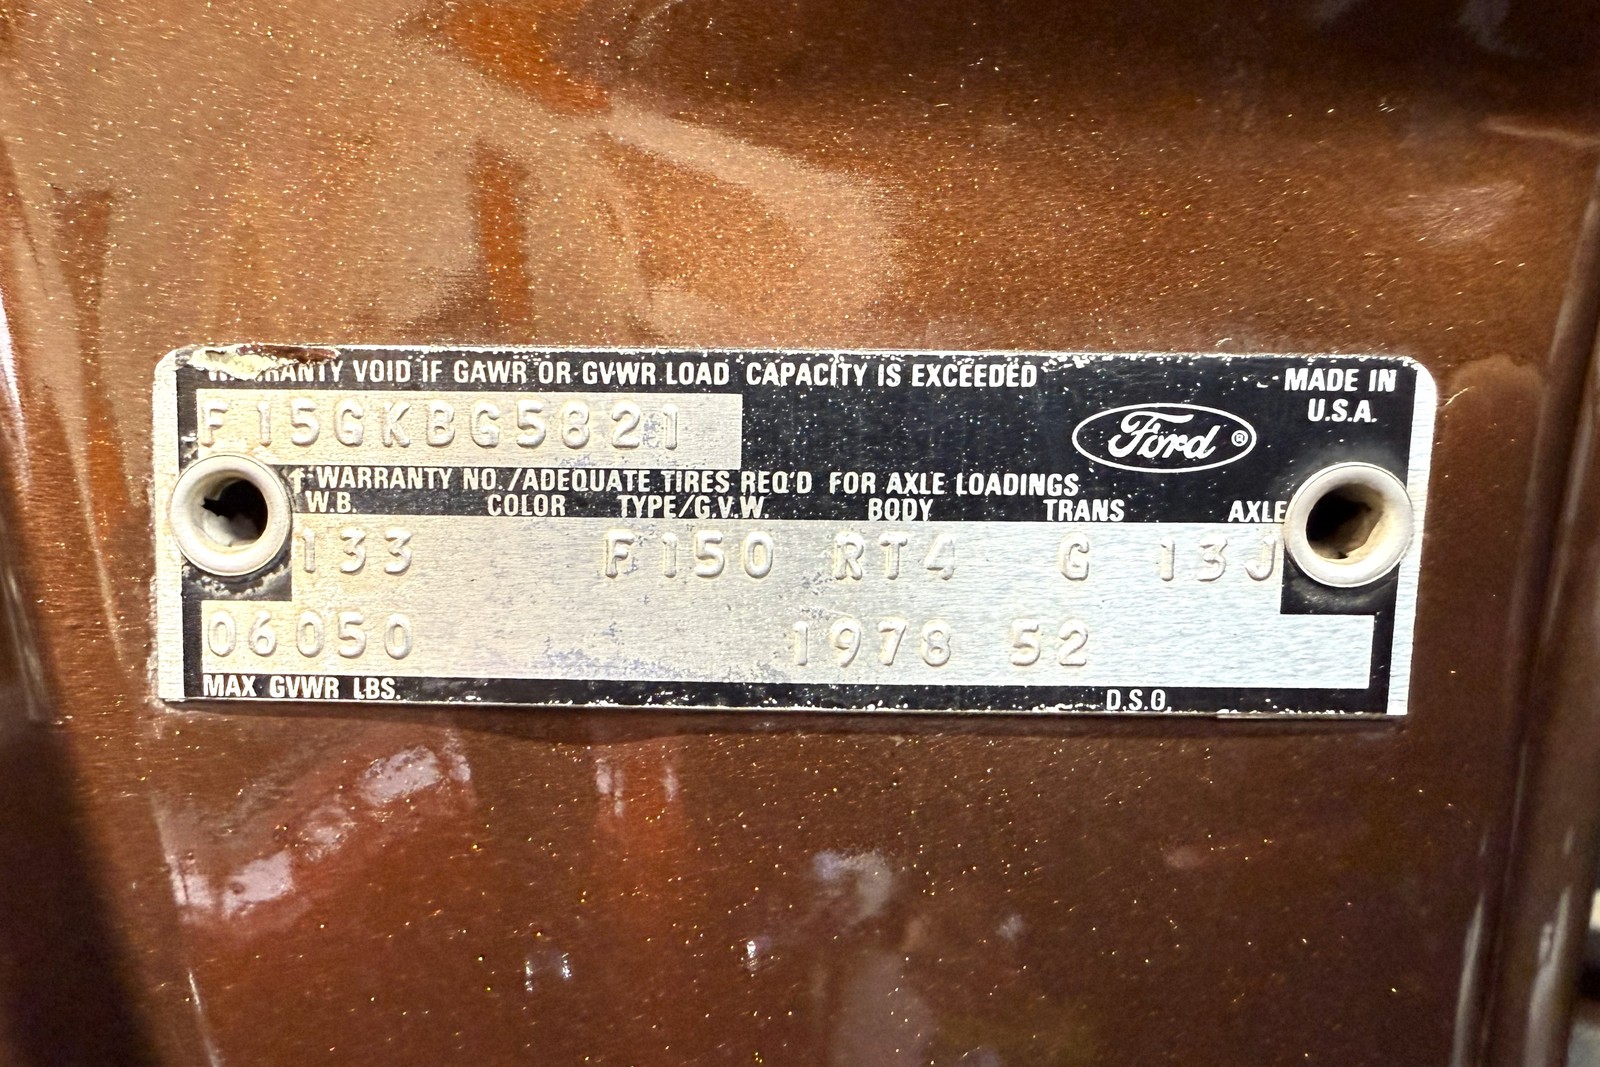 WARRANTY VOID IF GAWR OR GVWR LOAD CAPACITY IS EXCEEDED
MADE IN
U.S.A.
F15GKBG5821
Ford ®
WARRANTY NO./ADEQUATE TIRES REQ'D FOR AXLE LOADINGS
W.B. COLOR TYPE/G.V.W. BODY TRANS AXLE
133 F150 RT4 G 13J
06050 1978 52
MAX GVWR LBS. D.S.O.